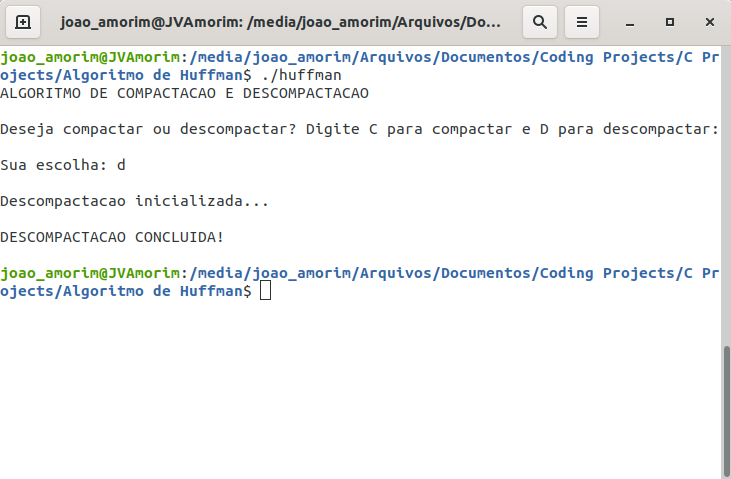 joao_amorim@JVAmorim: /media/joao_amorim/Arquivos/Do...
joao_amorim@JVAmorim:/media/joao_amorim/Arquivos/Documentos/Coding Projects/C Pr
ojects/Algoritmo de Huffman$ ./huffman
ALGORITMO DE COMPACTACAO E DESCOMPACTACAO
Deseja compactar ou descompactar? Digite C para compactar e D para descompactar:
Sua escolha: d
Descompactacao inicializada...
DESCOMPACTACAO CONCLUIDA!
joao_amorim@JVAmorim:/media/joao_amorim/Arquivos/Documentos/Coding Projects/C Pr
ojects/Algoritmo de Huffman$